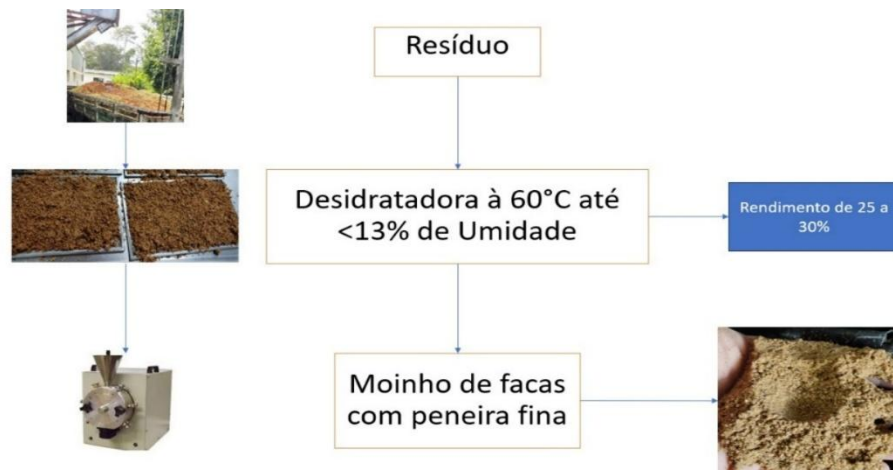 Resíduo
Desidratadora à 60°C até
<13% de Umidade
Rendimento de 25 a
30%
Moinho de facas
com peneira fina